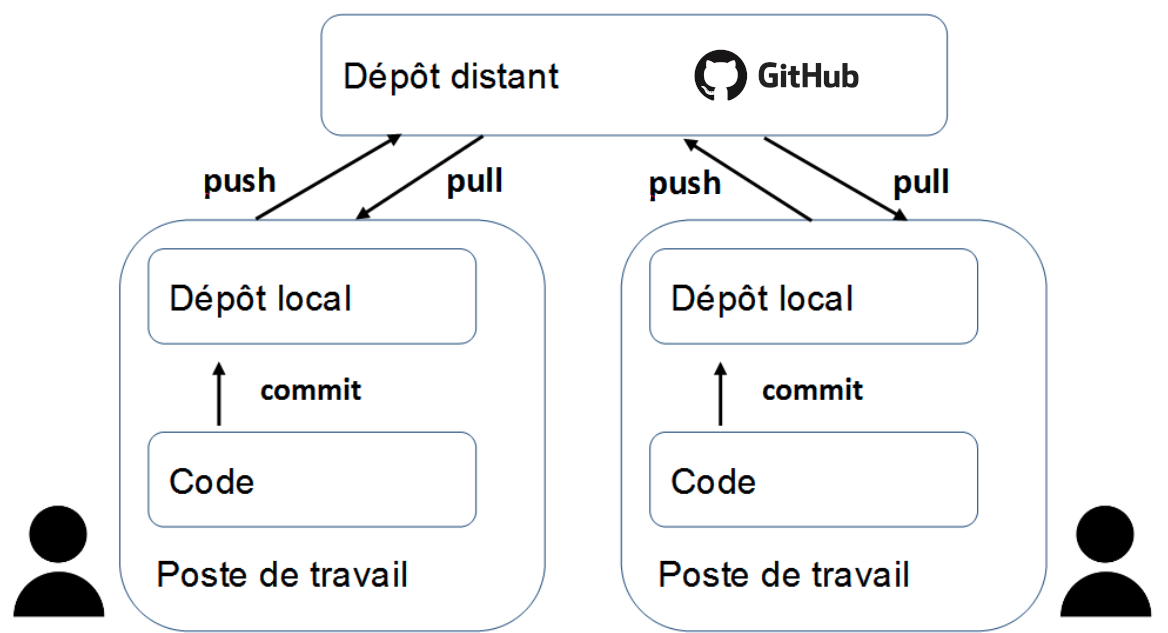 Dépôt distant
GitHub
push
pull
push
pull
Dépôt local
Dépôt local
commit
commit
Code
Code
Poste de travail
Poste de travail